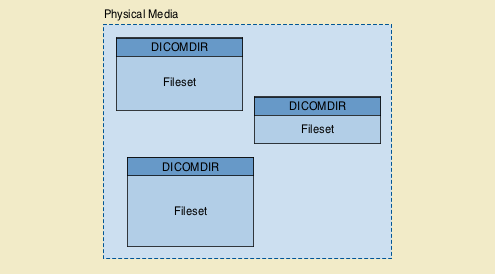 Physical Media
DICOMDIR
Fileset
DICOMDIR
Fileset
DICOMDIR
Fileset